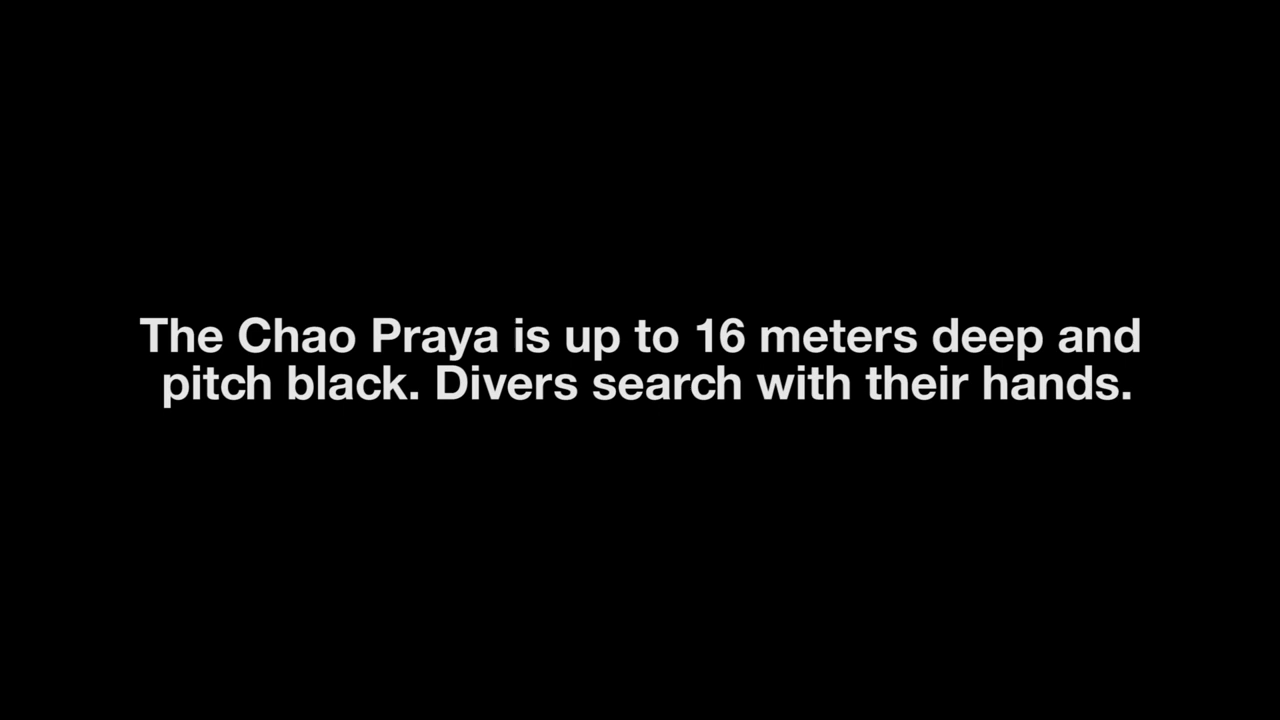 The Chao Praya is up to 16 meters deep and
pitch black. Divers search with their hands.